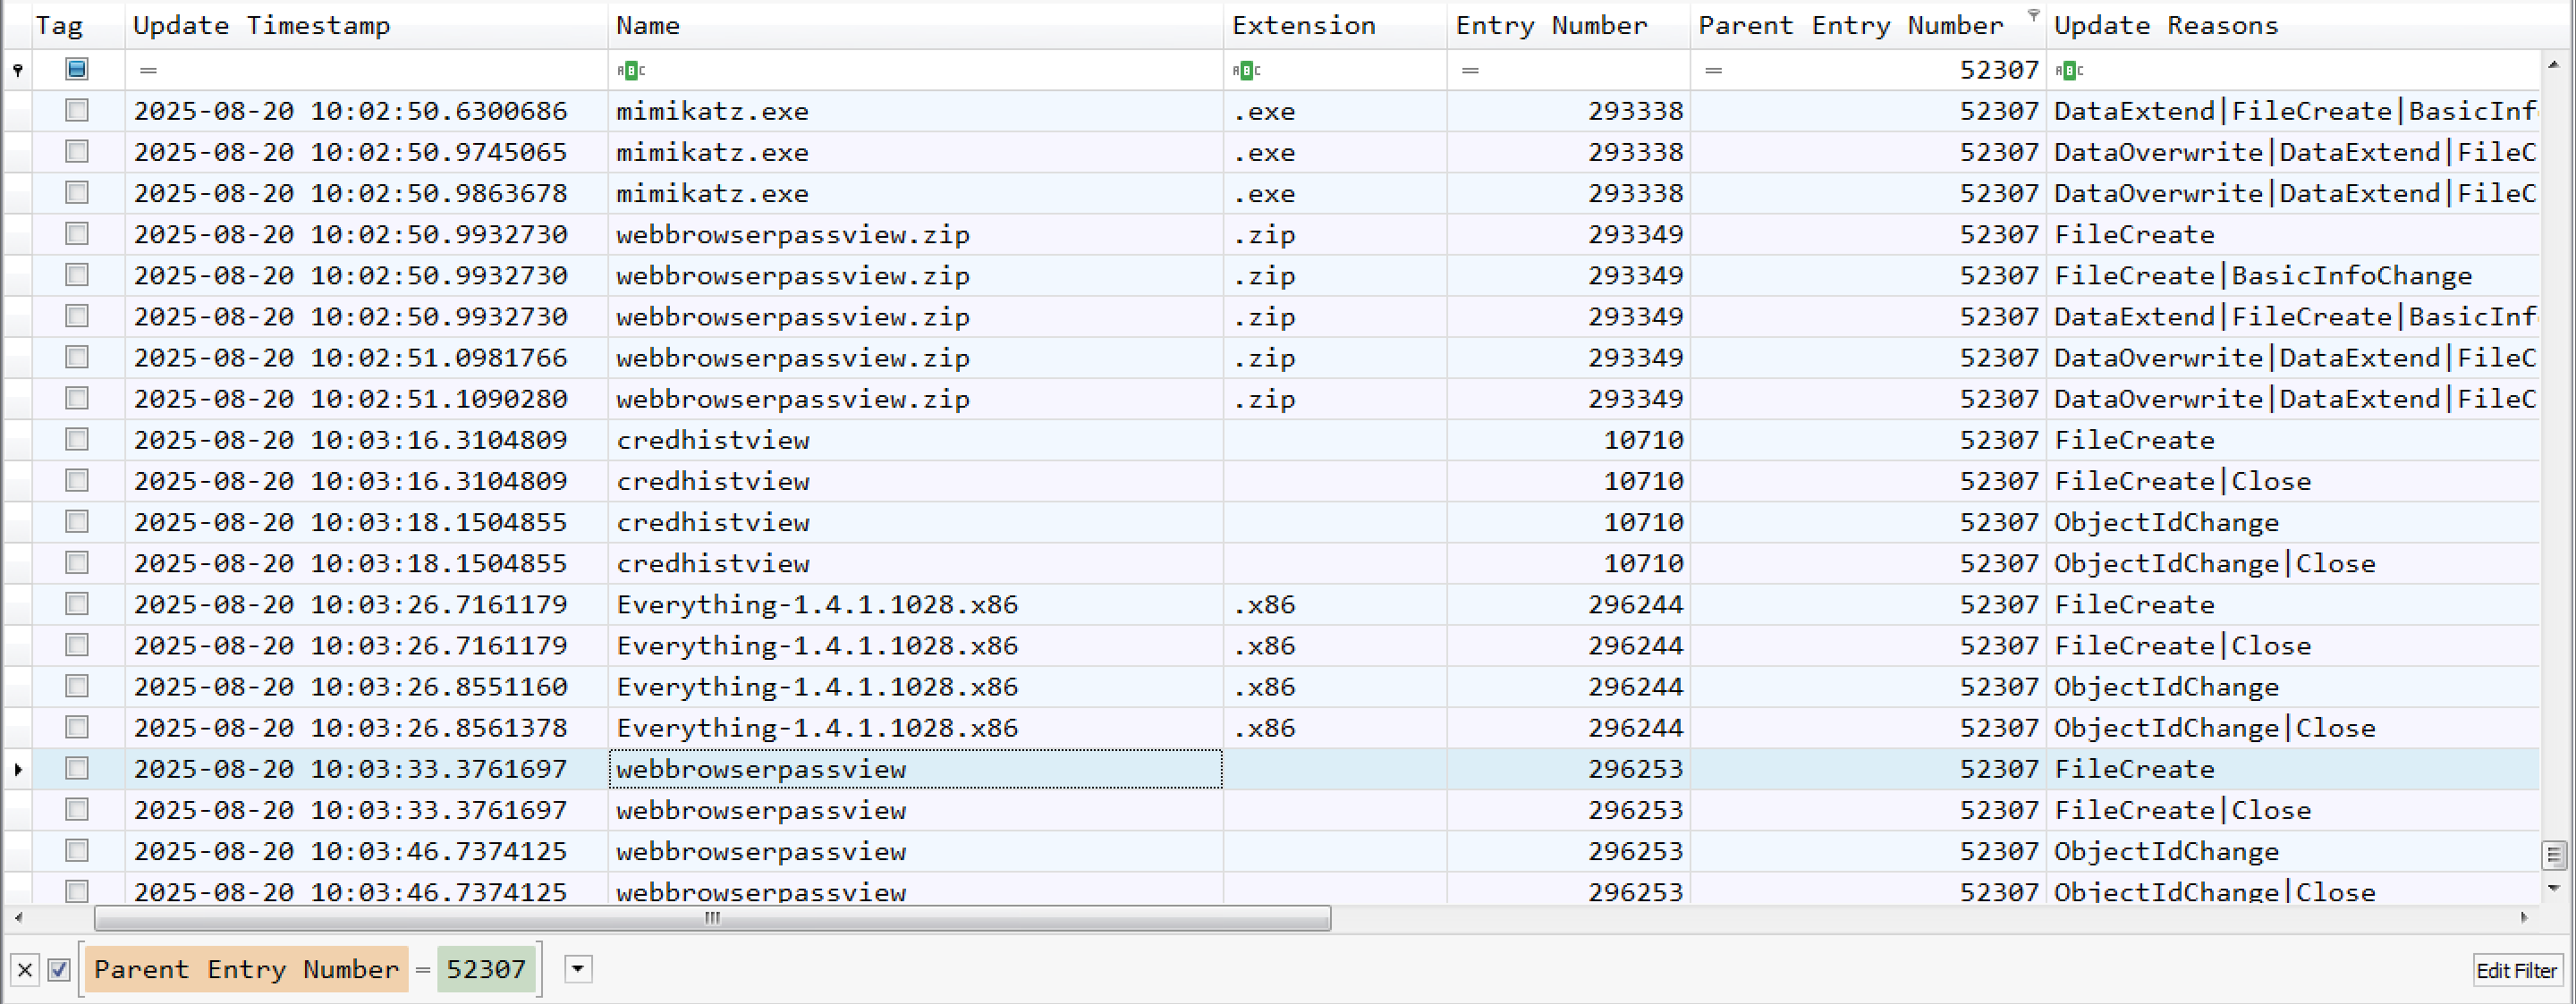 Tag Update Timestamp Name Extension Entry Number Parent Entry Number Update Reasons
= ABC ABC = = 52307 ABC
2025-08-20 10:02:50.6300686 mimikatz.exe .exe 293338 52307 DataExtend|FileCreate|BasicInf
2025-08-20 10:02:50.9745065 mimikatz.exe .exe 293338 52307 DataOverwrite|DataExtend|FileC
2025-08-20 10:02:50.9863678 mimikatz.exe .exe 293338 52307 DataOverwrite|DataExtend|FileC
2025-08-20 10:02:50.9932730 webbrowserpassview.zip .zip 293349 52307 FileCreate
2025-08-20 10:02:50.9932730 webbrowserpassview.zip .zip 293349 52307 FileCreate|BasicInfoChange
2025-08-20 10:02:50.9932730 webbrowserpassview.zip .zip 293349 52307 DataExtend|FileCreate|BasicInf
2025-08-20 10:02:51.0981766 webbrowserpassview.zip .zip 293349 52307 DataOverwrite|DataExtend|FileC
2025-08-20 10:02:51.1090280 webbrowserpassview.zip .zip 293349 52307 DataOverwrite|DataExtend|FileC
2025-08-20 10:03:16.3104809 credhistview 10710 52307 FileCreate
2025-08-20 10:03:16.3104809 credhistview 10710 52307 FileCreate|Close
2025-08-20 10:03:18.1504855 credhistview 10710 52307 ObjectIdChange
2025-08-20 10:03:18.1504855 credhistview 10710 52307 ObjectIdChange|Close
2025-08-20 10:03:26.7161179 Everything-1.4.1.1028.x86 .x86 296244 52307 FileCreate
2025-08-20 10:03:26.7161179 Everything-1.4.1.1028.x86 .x86 296244 52307 FileCreate|Close
2025-08-20 10:03:26.8551160 Everything-1.4.1.1028.x86 .x86 296244 52307 ObjectIdChange
2025-08-20 10:03:26.8561378 Everything-1.4.1.1028.x86 .x86 296244 52307 ObjectIdChange|Close
2025-08-20 10:03:33.3761697 webbrowserpassview 296253 52307 FileCreate
2025-08-20 10:03:33.3761697 webbrowserpassview 296253 52307 FileCreate|Close
2025-08-20 10:03:46.7374125 webbrowserpassview 296253 52307 ObjectIdChange
2025-08-20 10:03:46.7374125 webbrowserpassview 296253 52307 ObjectIdChange|Close
Parent Entry Number = 52307 Edit Filter